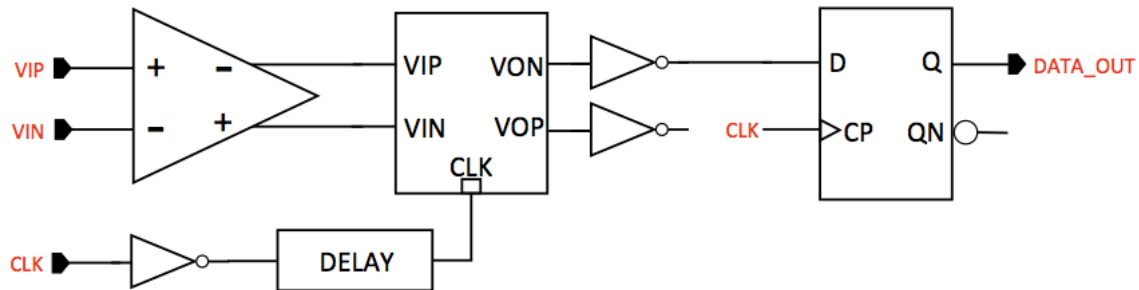 VIP
VIN
+ -
- +
VIP
VIN
VON
VOP
CLK
CLK
DELAY
CLK
D
Q
CP
QN
DATA_OUT